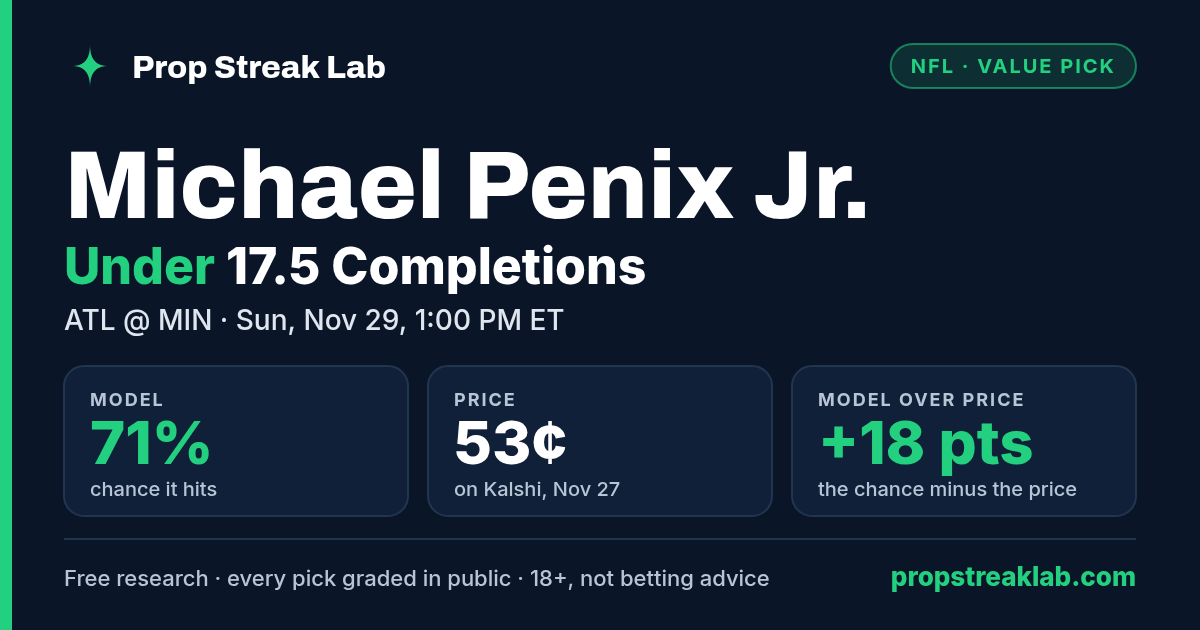 Prop Streak Lab
NFL · VALUE PICK
Michael Penix Jr.
Under 17.5 Completions
ATL @ MIN · Sun, Nov 29, 1:00 PM ET
MODEL
71%
chance it hits
PRICE
53¢
on Kalshi, Nov 27
MODEL OVER PRICE
+18 pts
the chance minus the price
Free research · every pick graded in public · 18+, not betting advice
propstreaklab.com